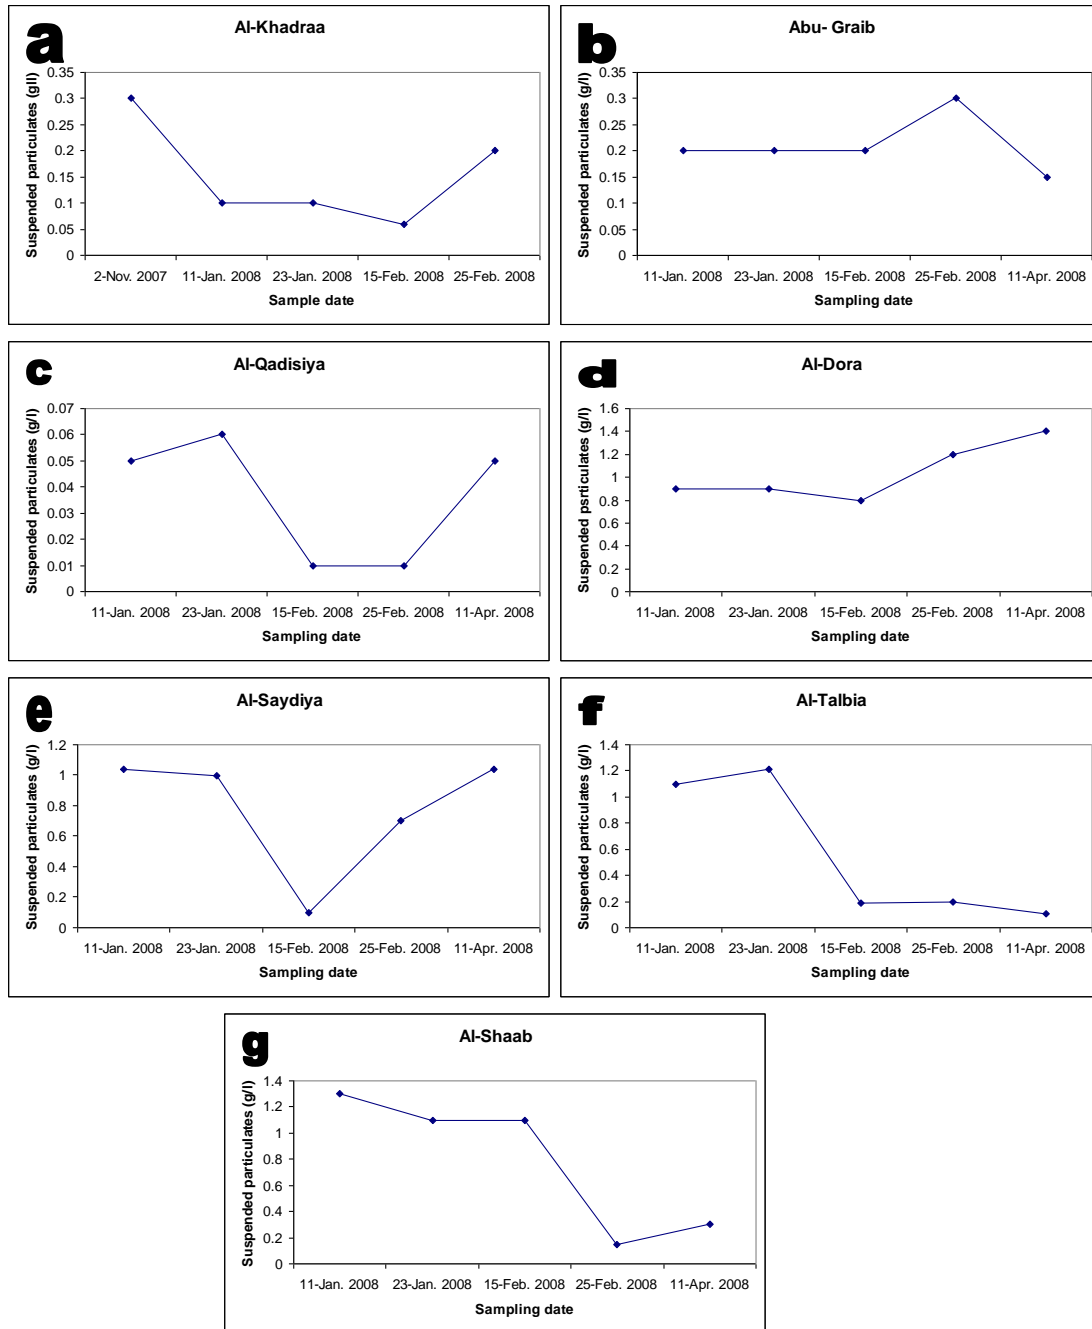 a
Al-Khadraa
Suspended particulates (gll)
0.35
0.3
0.25
0.2
0.15
0.1
0.05
0
2-Nov. 2007 11-Jan. 2008 23-Jan. 2008 15-Feb. 2008 25-Feb. 2008
Sample date
b
Abu- Graib
Suspended particulates (g/l)
0.35
0.3
0.25
0.2
0.15
0.1
0.05
0
11-Jan. 2008 23-Jan. 2008 15-Feb. 2008 25-Feb. 2008 11-Apr. 2008
Sampling date
c
Al-Qadisiya
Suspended particulates (g/l)
0.07
0.06
0.05
0.04
0.03
0.02
0.01
0
11-Jan. 2008 23-Jan. 2008 15-Feb. 2008 25-Feb. 2008 11-Apr. 2008
Sampling date
d
Al-Dora
Suspended psrticulates (g/l)
1.6
1.4
1.2
1
0.8
0.6
0.4
0.2
0
11-Jan. 2008 23-Jan. 2008 15-Feb. 2008 25-Feb. 2008 11-Apr. 2008
Sampling date
e
Al-Saydiya
Suspended particulates (g/l)
1.2
1
0.8
0.6
0.4
0.2
0
11-Jan. 2008 23-Jan. 2008 15-Feb. 2008 25-Feb. 2008 11-Apr. 2008
Sampling date
f
Al-Talbia
Suspended particulates (g/l)
1.4
1.2
1
0.8
0.6
0.4
0.2
0
11-Jan. 2008 23-Jan. 2008 15-Feb. 2008 25-Feb. 2008 11-Apr. 2008
Sampling date
g
Al-Shaab
Suspended particulates (g/l)
1.4
1.2
1
0.8
0.6
0.4
0.2
0
11-Jan. 2008 23-Jan. 2008 15-Feb. 2008 25-Feb. 2008 11-Apr. 2008
Sampling date